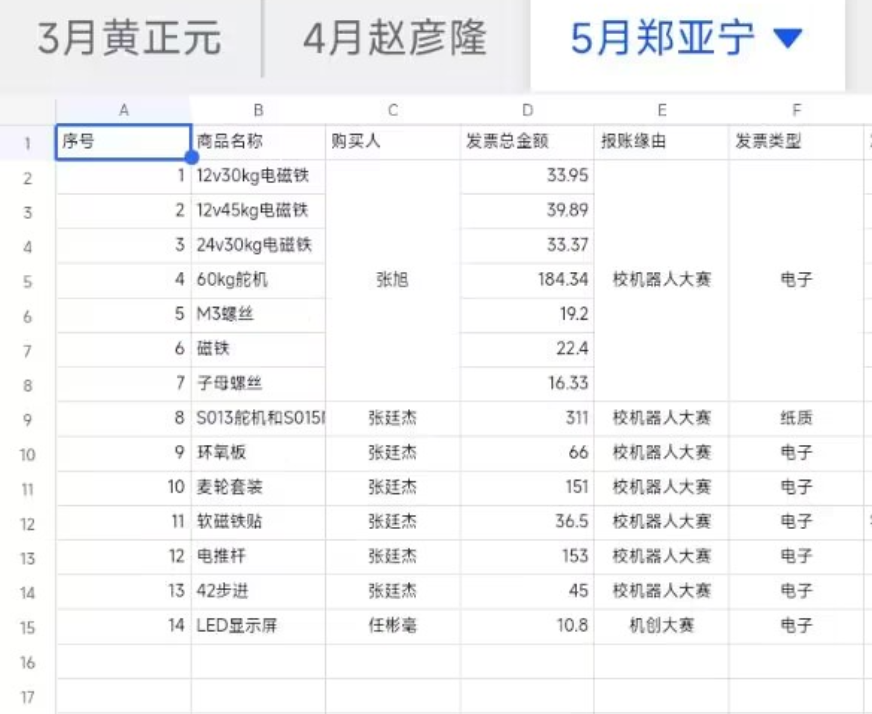 3月黄正元 4月赵彦隆 5月郑亚宁
A B C D E F
1 序号 商品名称 购买人 发票总金额 报账缘由 发票类型
2 1 12v30kg电磁铁 33.95
3 2 12v45kg电磁铁 39.89
4 3 24v30kg电磁铁 33.37
5 4 60kg舵机 张旭 184.34 校机器人大赛 电子
6 5 M3螺丝 19.2
7 6 磁铁 22.4
8 7 子母螺丝 16.33
9 8 S013舵机和S015 张廷杰 311 校机器人大赛 纸质
10 9 环氧板 张廷杰 66 校机器人大赛 电子
11 10 麦轮套装 张廷杰 151 校机器人大赛 电子
12 11 软磁铁贴 张廷杰 36.5 校机器人大赛 电子
13 12 电推杆 张廷杰 153 校机器人大赛 电子
14 13 42步进 张廷杰 45 校机器人大赛 电子
15 14 LED显示屏 任彬毫 10.8 机创大赛 电子
16
17